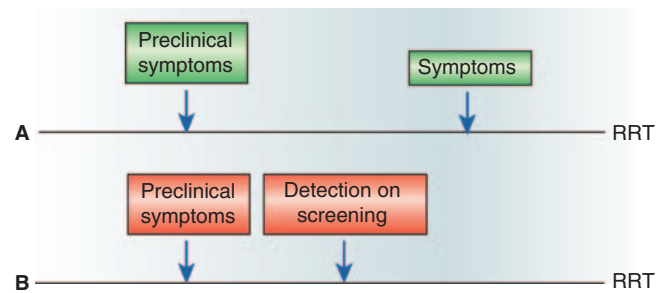 Preclinical
symptoms
Symptoms
A
RRT
Preclinical
symptoms
Detection on
screening
B
RRT